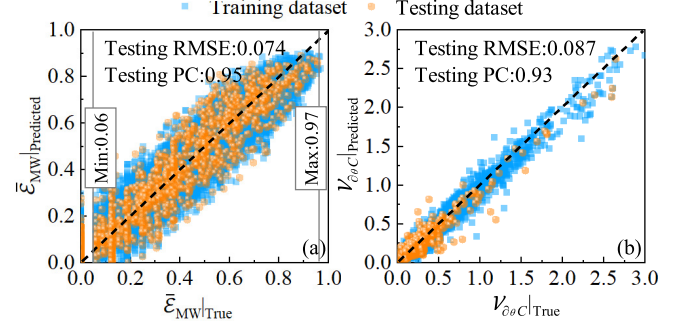 Training dataset Testing dataset
Testing RMSE:0.074
Testing PC:0.95
Min:0.06
Max:0.97
(a)
1.0
0.8
0.6
0.4
0.2
0.0
0.0 0.2 0.4 0.6 0.8 1.0
ε̄_MW|Predicted
ε̄_MW|True
Testing RMSE:0.087
Testing PC:0.93
(b)
3.0
2.5
2.0
1.5
1.0
0.5
0.0
0.0 0.5 1.0 1.5 2.0 2.5 3.0
ν_∂θC|Predicted
ν_∂θC|True